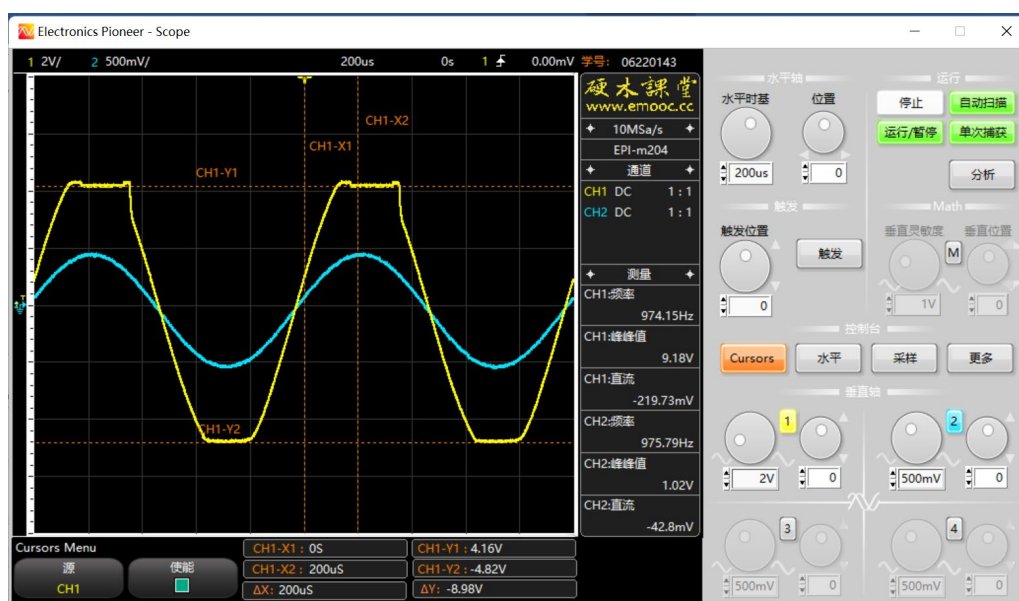 Electronics Pioneer - Scope
1 2V/ 2 500mV/ 200us 0s 1 0.00mV 学号: 06220143
硬木課堂
www.emooc.cc
10MSa/s
EPI-m204
通道
CH1 DC 1 : 1
CH2 DC 1 : 1
测量
CH1:频率
974.15Hz
CH1:峰峰值
9.18V
CH1:直流
-219.73mV
CH2:频率
975.79Hz
CH2:峰峰值
1.02V
CH2:直流
-42.8mV
CH1-X2
CH1-X1
CH1-Y1
CH1-Y2
T
Cursors Menu
源
CH1
使能
CH1-X1 : 0S
CH1-X2 : 200uS
ΔX: 200uS
CH1-Y1 : 4.16V
CH1-Y2 : -4.82V
ΔY: -8.98V
水平轴
水平时基 位置
200us 0
运行
停止 自动扫描
运行/暂停 单次捕获
分析
触发
触发位置
触发
0
Math
垂直灵敏度 垂直位置
M
1V 0
控制台
Cursors 水平 采样 更多
垂直轴
1 2
2V 0 500mV 0
3 4
500mV 0 500mV 0